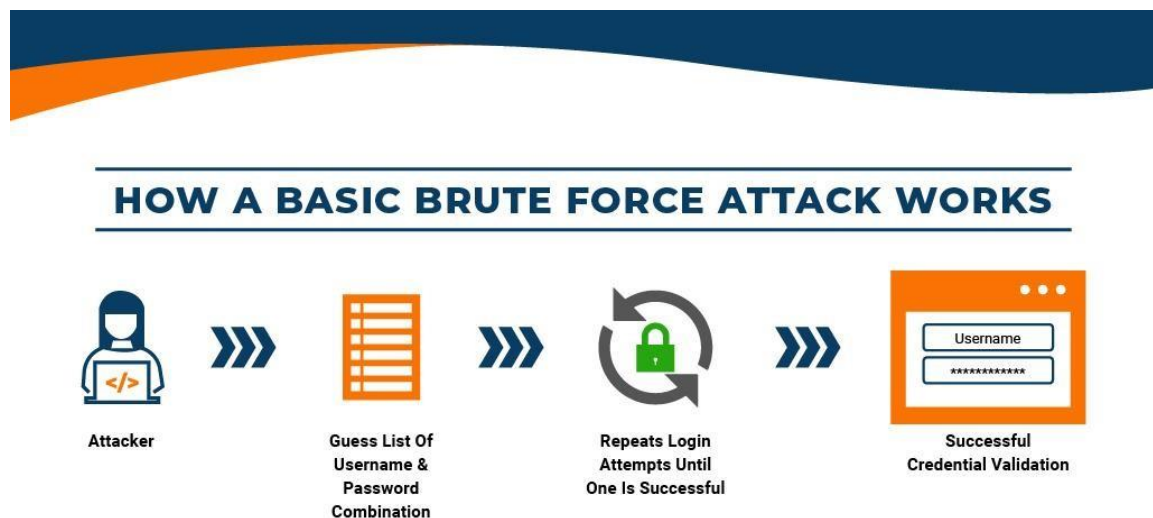 HOW A BASIC BRUTE FORCE ATTACK WORKS
</>
Attacker
Guess List Of
Username &
Password
Combination
Repeats Login
Attempts Until
One Is Successful
Username
************
Successful
Credential Validation